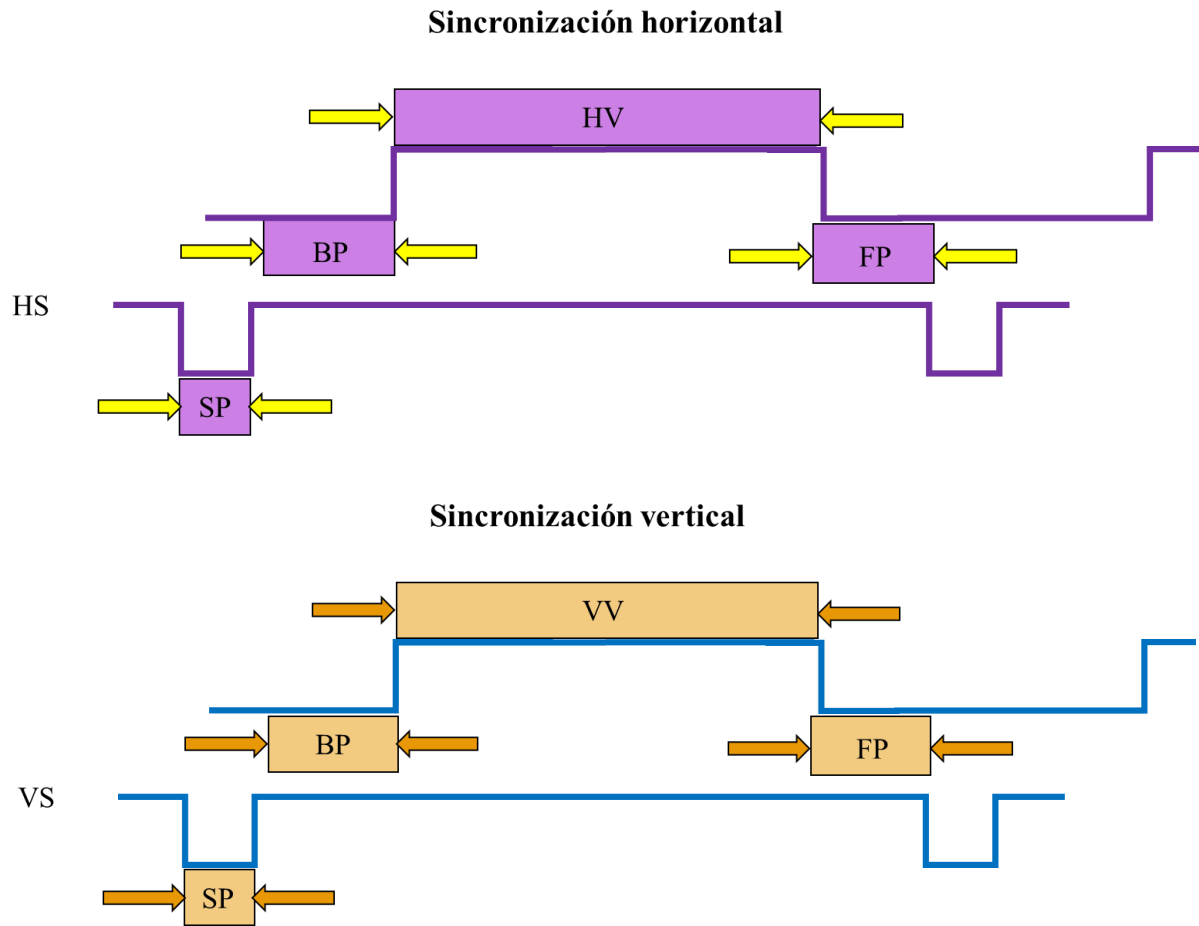 Sincronización horizontal
HV
BP
FP
HS
SP
Sincronización vertical
VV
BP
FP
VS
SP